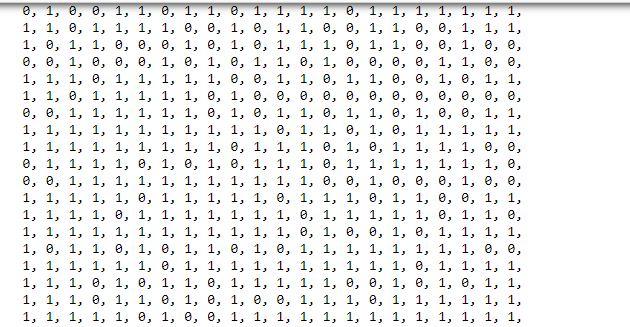 0, 1, 0, 0, 1, 1, 0, 1, 1, 0, 1, 1, 1, 1, 0, 1, 1, 1, 1, 1, 1, 1,
1, 1, 0, 1, 1, 1, 1, 0, 0, 1, 0, 1, 1, 0, 0, 1, 1, 0, 0, 1, 1, 1,
1, 0, 1, 1, 0, 0, 0, 1, 0, 1, 0, 1, 1, 1, 0, 1, 1, 0, 0, 1, 0, 0,
0, 0, 1, 0, 0, 0, 1, 0, 1, 0, 1, 1, 0, 1, 0, 0, 0, 0, 1, 1, 0, 0,
1, 1, 1, 0, 1, 1, 1, 1, 1, 0, 0, 1, 1, 0, 1, 1, 0, 0, 1, 0, 1, 1,
1, 1, 0, 1, 1, 1, 1, 1, 0, 1, 0, 0, 0, 0, 0, 0, 0, 0, 0, 0, 0, 0,
0, 0, 1, 1, 1, 1, 1, 1, 0, 1, 0, 1, 1, 0, 1, 1, 0, 1, 0, 0, 1, 1,
1, 1, 1, 1, 1, 1, 1, 1, 1, 1, 1, 0, 1, 1, 0, 1, 0, 1, 1, 1, 1, 1,
1, 1, 1, 1, 1, 1, 1, 1, 1, 0, 1, 1, 1, 0, 1, 0, 1, 1, 1, 1, 0, 0,
0, 1, 1, 1, 1, 0, 1, 0, 1, 0, 1, 1, 1, 0, 1, 1, 1, 1, 1, 1, 1, 0,
0, 0, 1, 1, 1, 1, 1, 1, 1, 1, 1, 1, 1, 0, 0, 1, 0, 0, 0, 1, 0, 0,
1, 1, 1, 1, 1, 0, 1, 1, 1, 1, 1, 0, 1, 1, 1, 0, 1, 1, 0, 0, 1, 1,
1, 1, 1, 1, 0, 1, 1, 1, 1, 1, 1, 1, 0, 1, 1, 1, 1, 1, 0, 1, 1, 0,
1, 1, 1, 1, 1, 1, 1, 1, 1, 1, 1, 1, 0, 1, 0, 0, 1, 0, 1, 1, 1, 1,
1, 0, 1, 1, 0, 1, 0, 1, 1, 0, 1, 0, 1, 1, 1, 1, 1, 1, 1, 1, 0, 0,
1, 1, 1, 1, 1, 1, 0, 1, 1, 1, 1, 1, 1, 1, 1, 1, 1, 0, 1, 1, 1, 1,
1, 1, 1, 0, 1, 0, 1, 1, 0, 1, 1, 1, 1, 1, 0, 0, 1, 0, 1, 0, 1, 1,
1, 1, 1, 0, 1, 1, 0, 1, 0, 1, 0, 0, 1, 1, 1, 0, 1, 1, 1, 1, 1, 1,
1, 1, 1, 1, 1, 0, 1, 0, 0, 1, 1, 1, 1, 1, 1, 1, 1, 1, 1, 1, 1, 1,